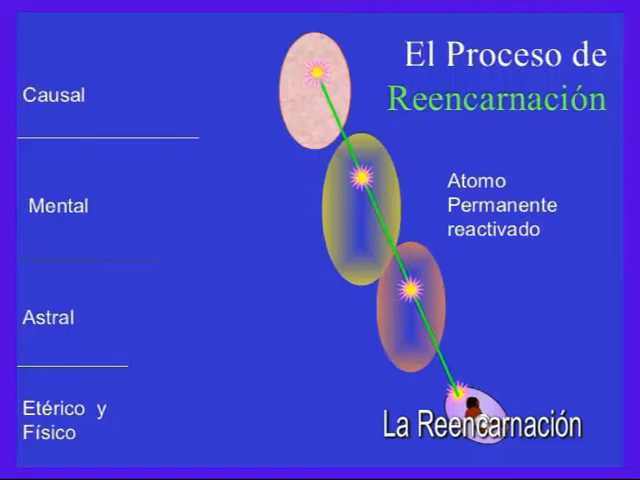 El Proceso de
Reencarnación
Causal
Mental
Atomo
Permanente
reactivado
Astral
Etérico y
Físico
La Reencarnación